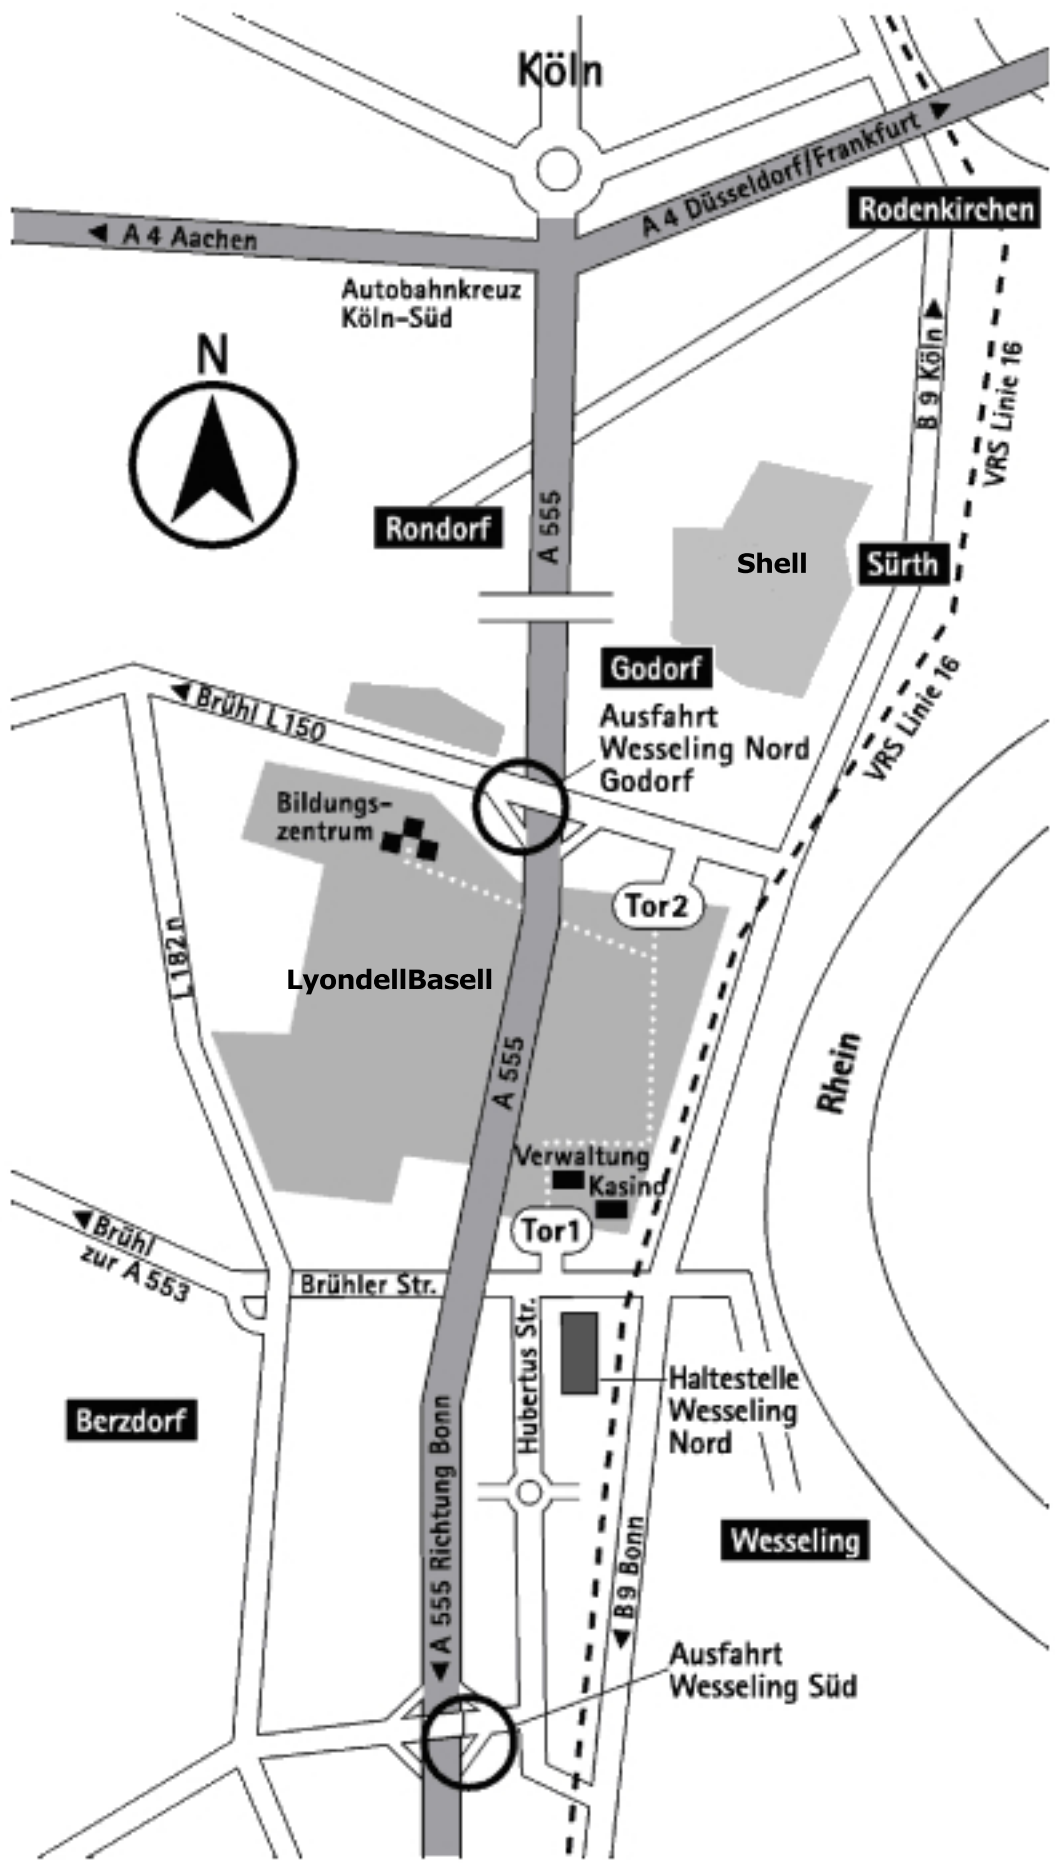 Köln
A 4 Düsseldorf/Frankfurt
Rodenkirchen
A 4 Aachen
Autobahnkreuz
Köln-Süd
N
B 9 Köln
VRS Linie 16
A 555
Rondorf
Shell
Sürth
Godorf
VRS Linie 16
Brühl L 150
Ausfahrt
Wesseling Nord
Godorf
Bildungs-
zentrum
Tor2
L 182 n
LyondellBasell
A 555
Rhein
Verwaltung
Kasino
Tor1
Brühl
zur A 553
Brühler Str.
Hubertus Str.
Haltestelle
Wesseling
Nord
Berzdorf
A 555 Richtung Bonn
Wesseling
B 9 Bonn
Ausfahrt
Wesseling Süd